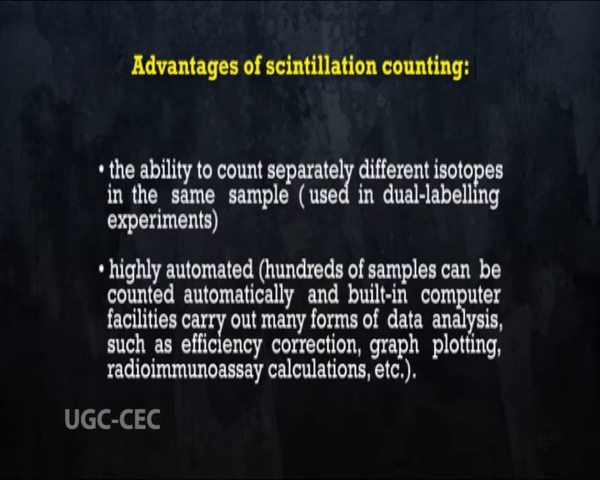 Advantages of scintillation counting:
• the ability to count separately different isotopes
in the same sample ( used in dual-labelling
experiments)
• highly automated (hundreds of samples can be
counted automatically and built-in computer
facilities carry out many forms of data analysis,
such as efficiency correction, graph plotting,
radioimmunoassay calculations, etc.).
UGC-CEC